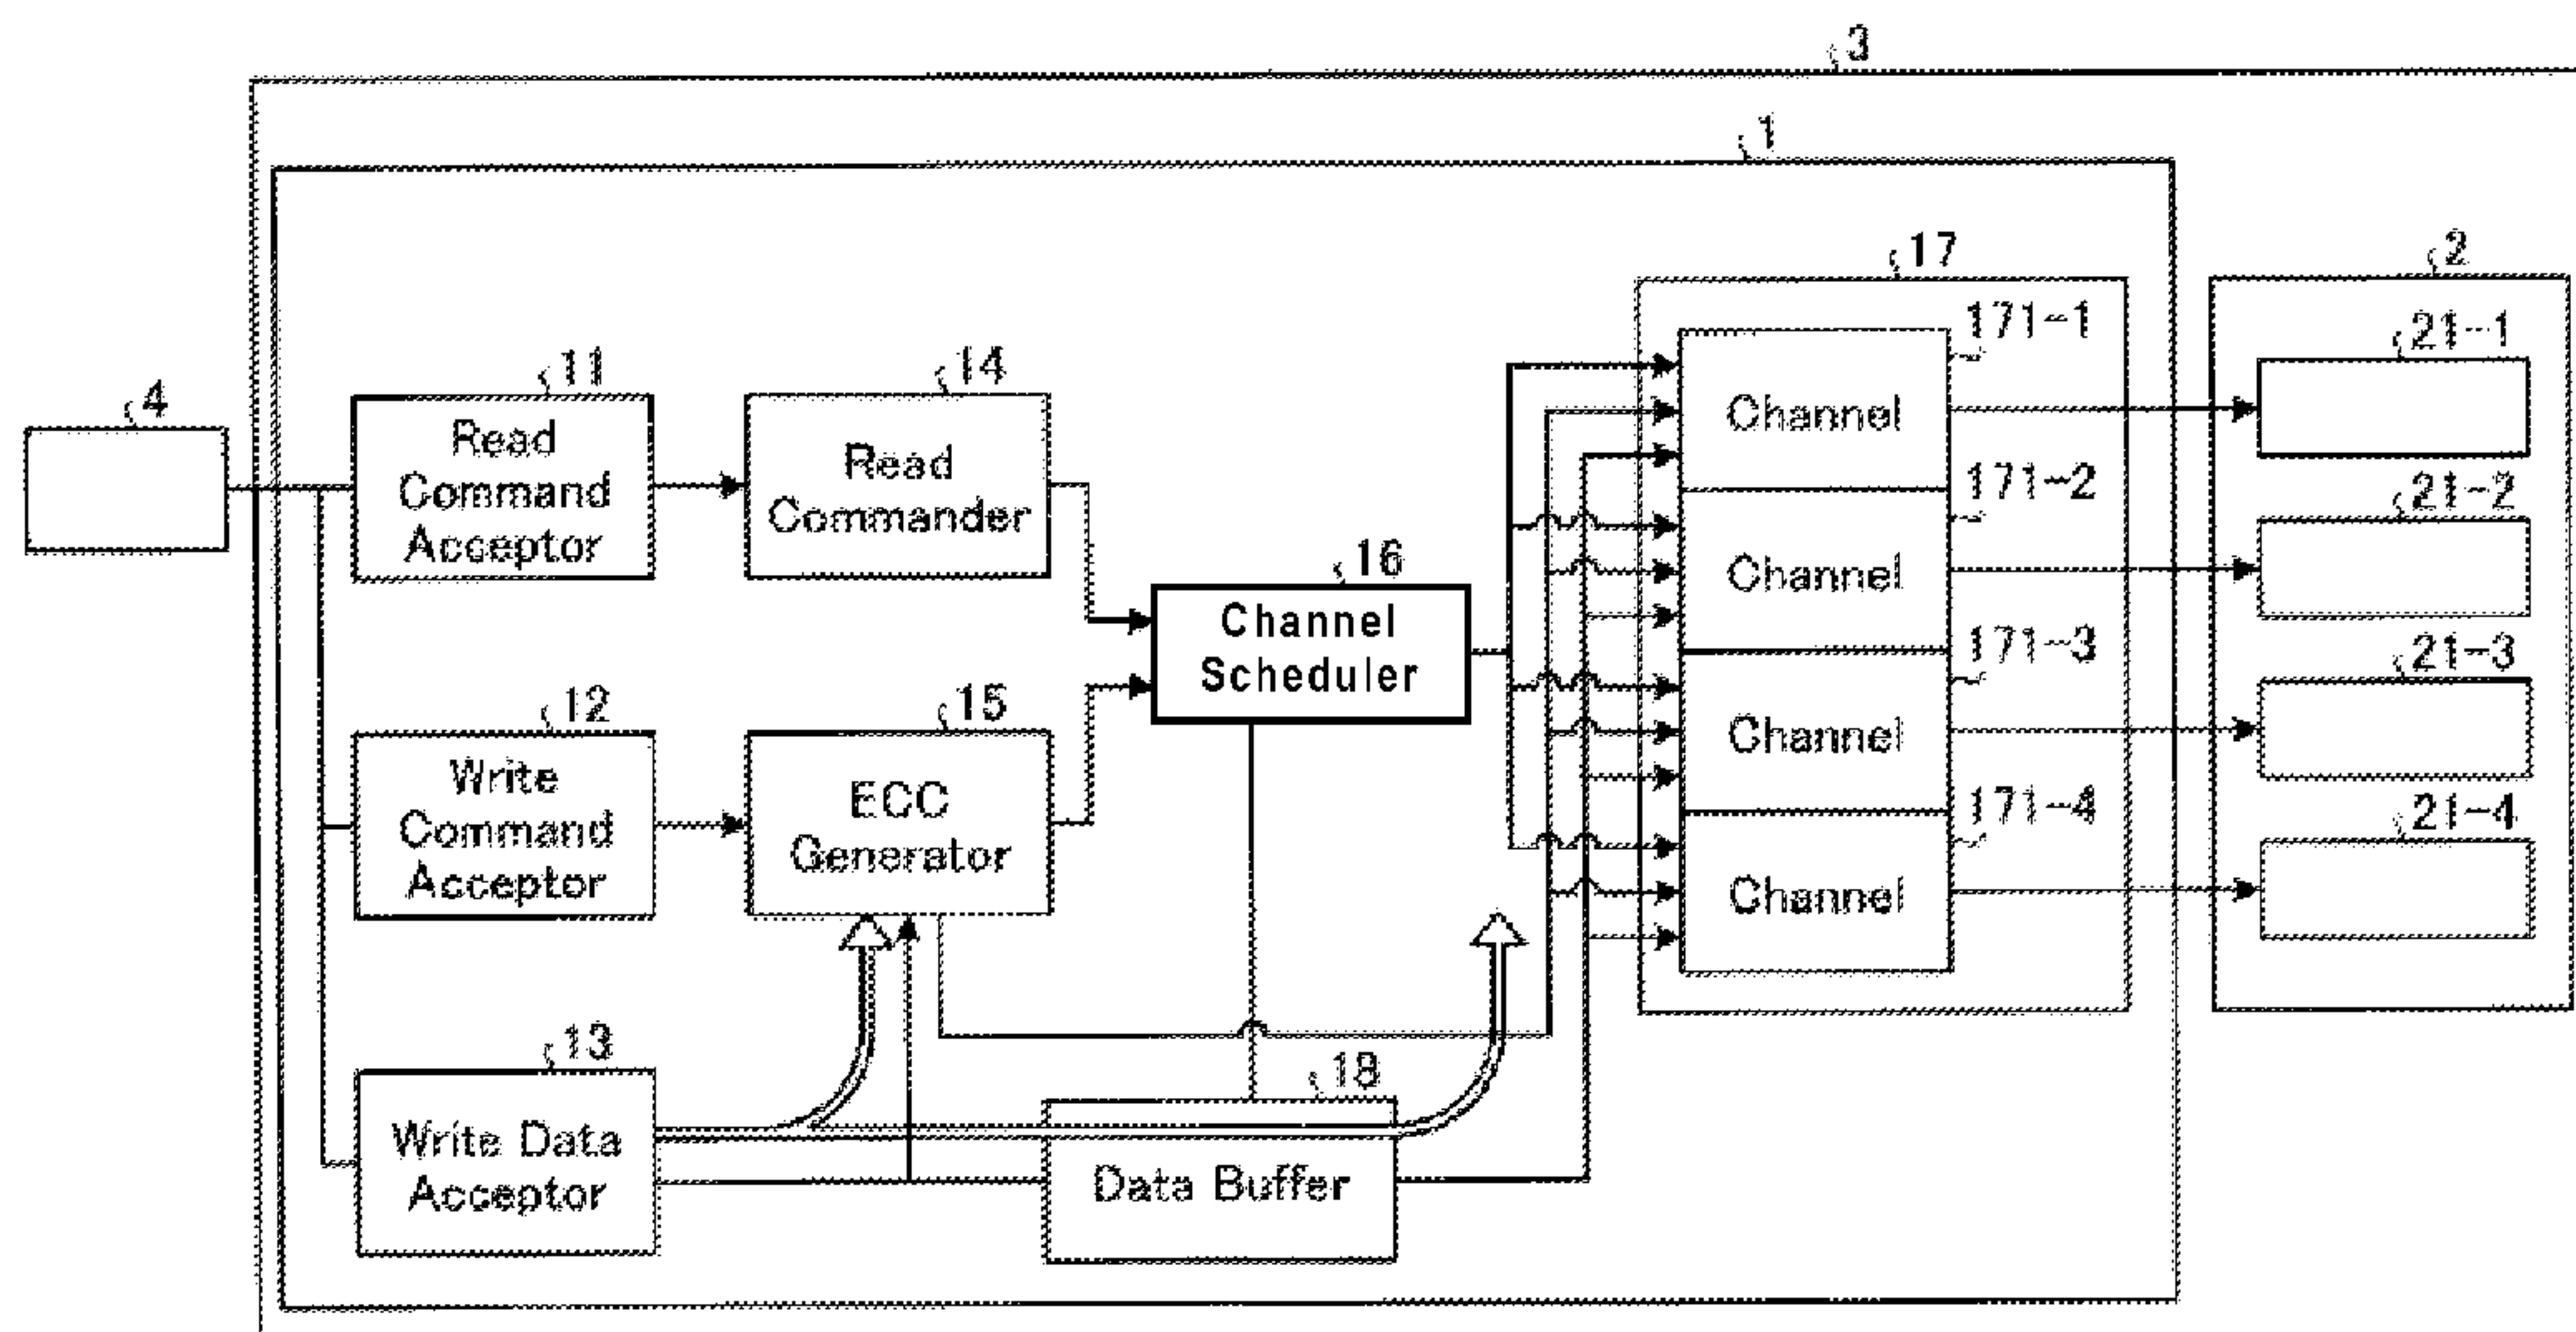 3
1
17
2
171-1
21-1
11
14
4
Read
Command
Acceptor
Read
Commander
Channel
171-2
21-2
16
Channel
Scheduler
Channel
171-3
21-3
12
15
Write
Command
Acceptor
ECC
Generator
Channel
171-4
21-4
Channel
13
18
Write Data
Acceptor
Data Buffer